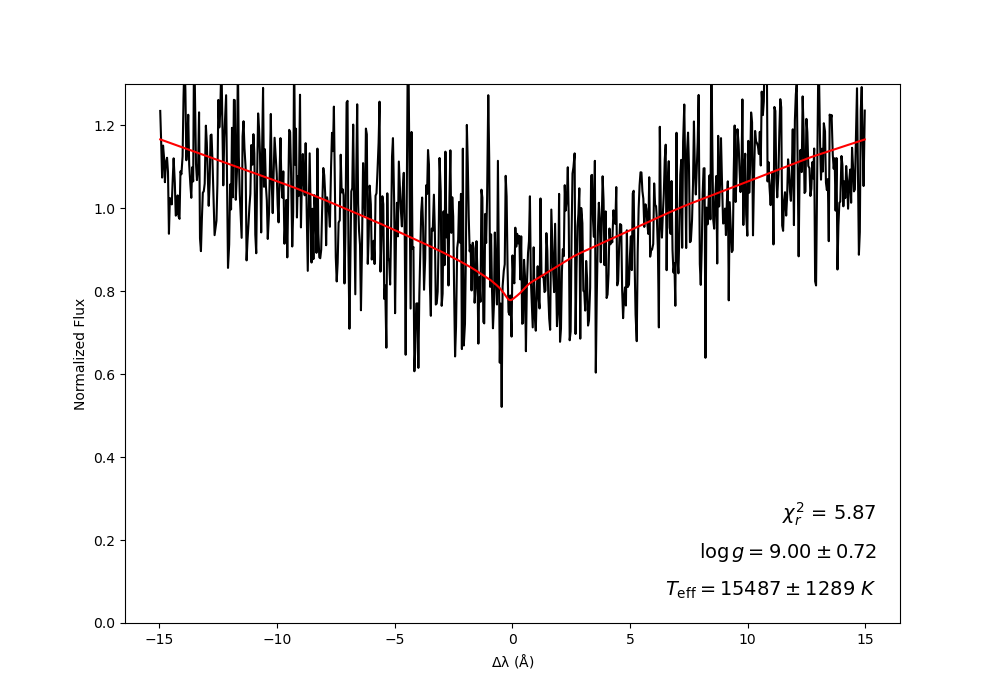 1.2
1.0
0.8
0.6
0.4
0.2
0.0
Normalized Flux
χ²ᵣ = 5.87
log g = 9.00 ± 0.72
T_eff = 15487 ± 1289 K
−15 −10 −5 0 5 10 15
Δλ (Å)